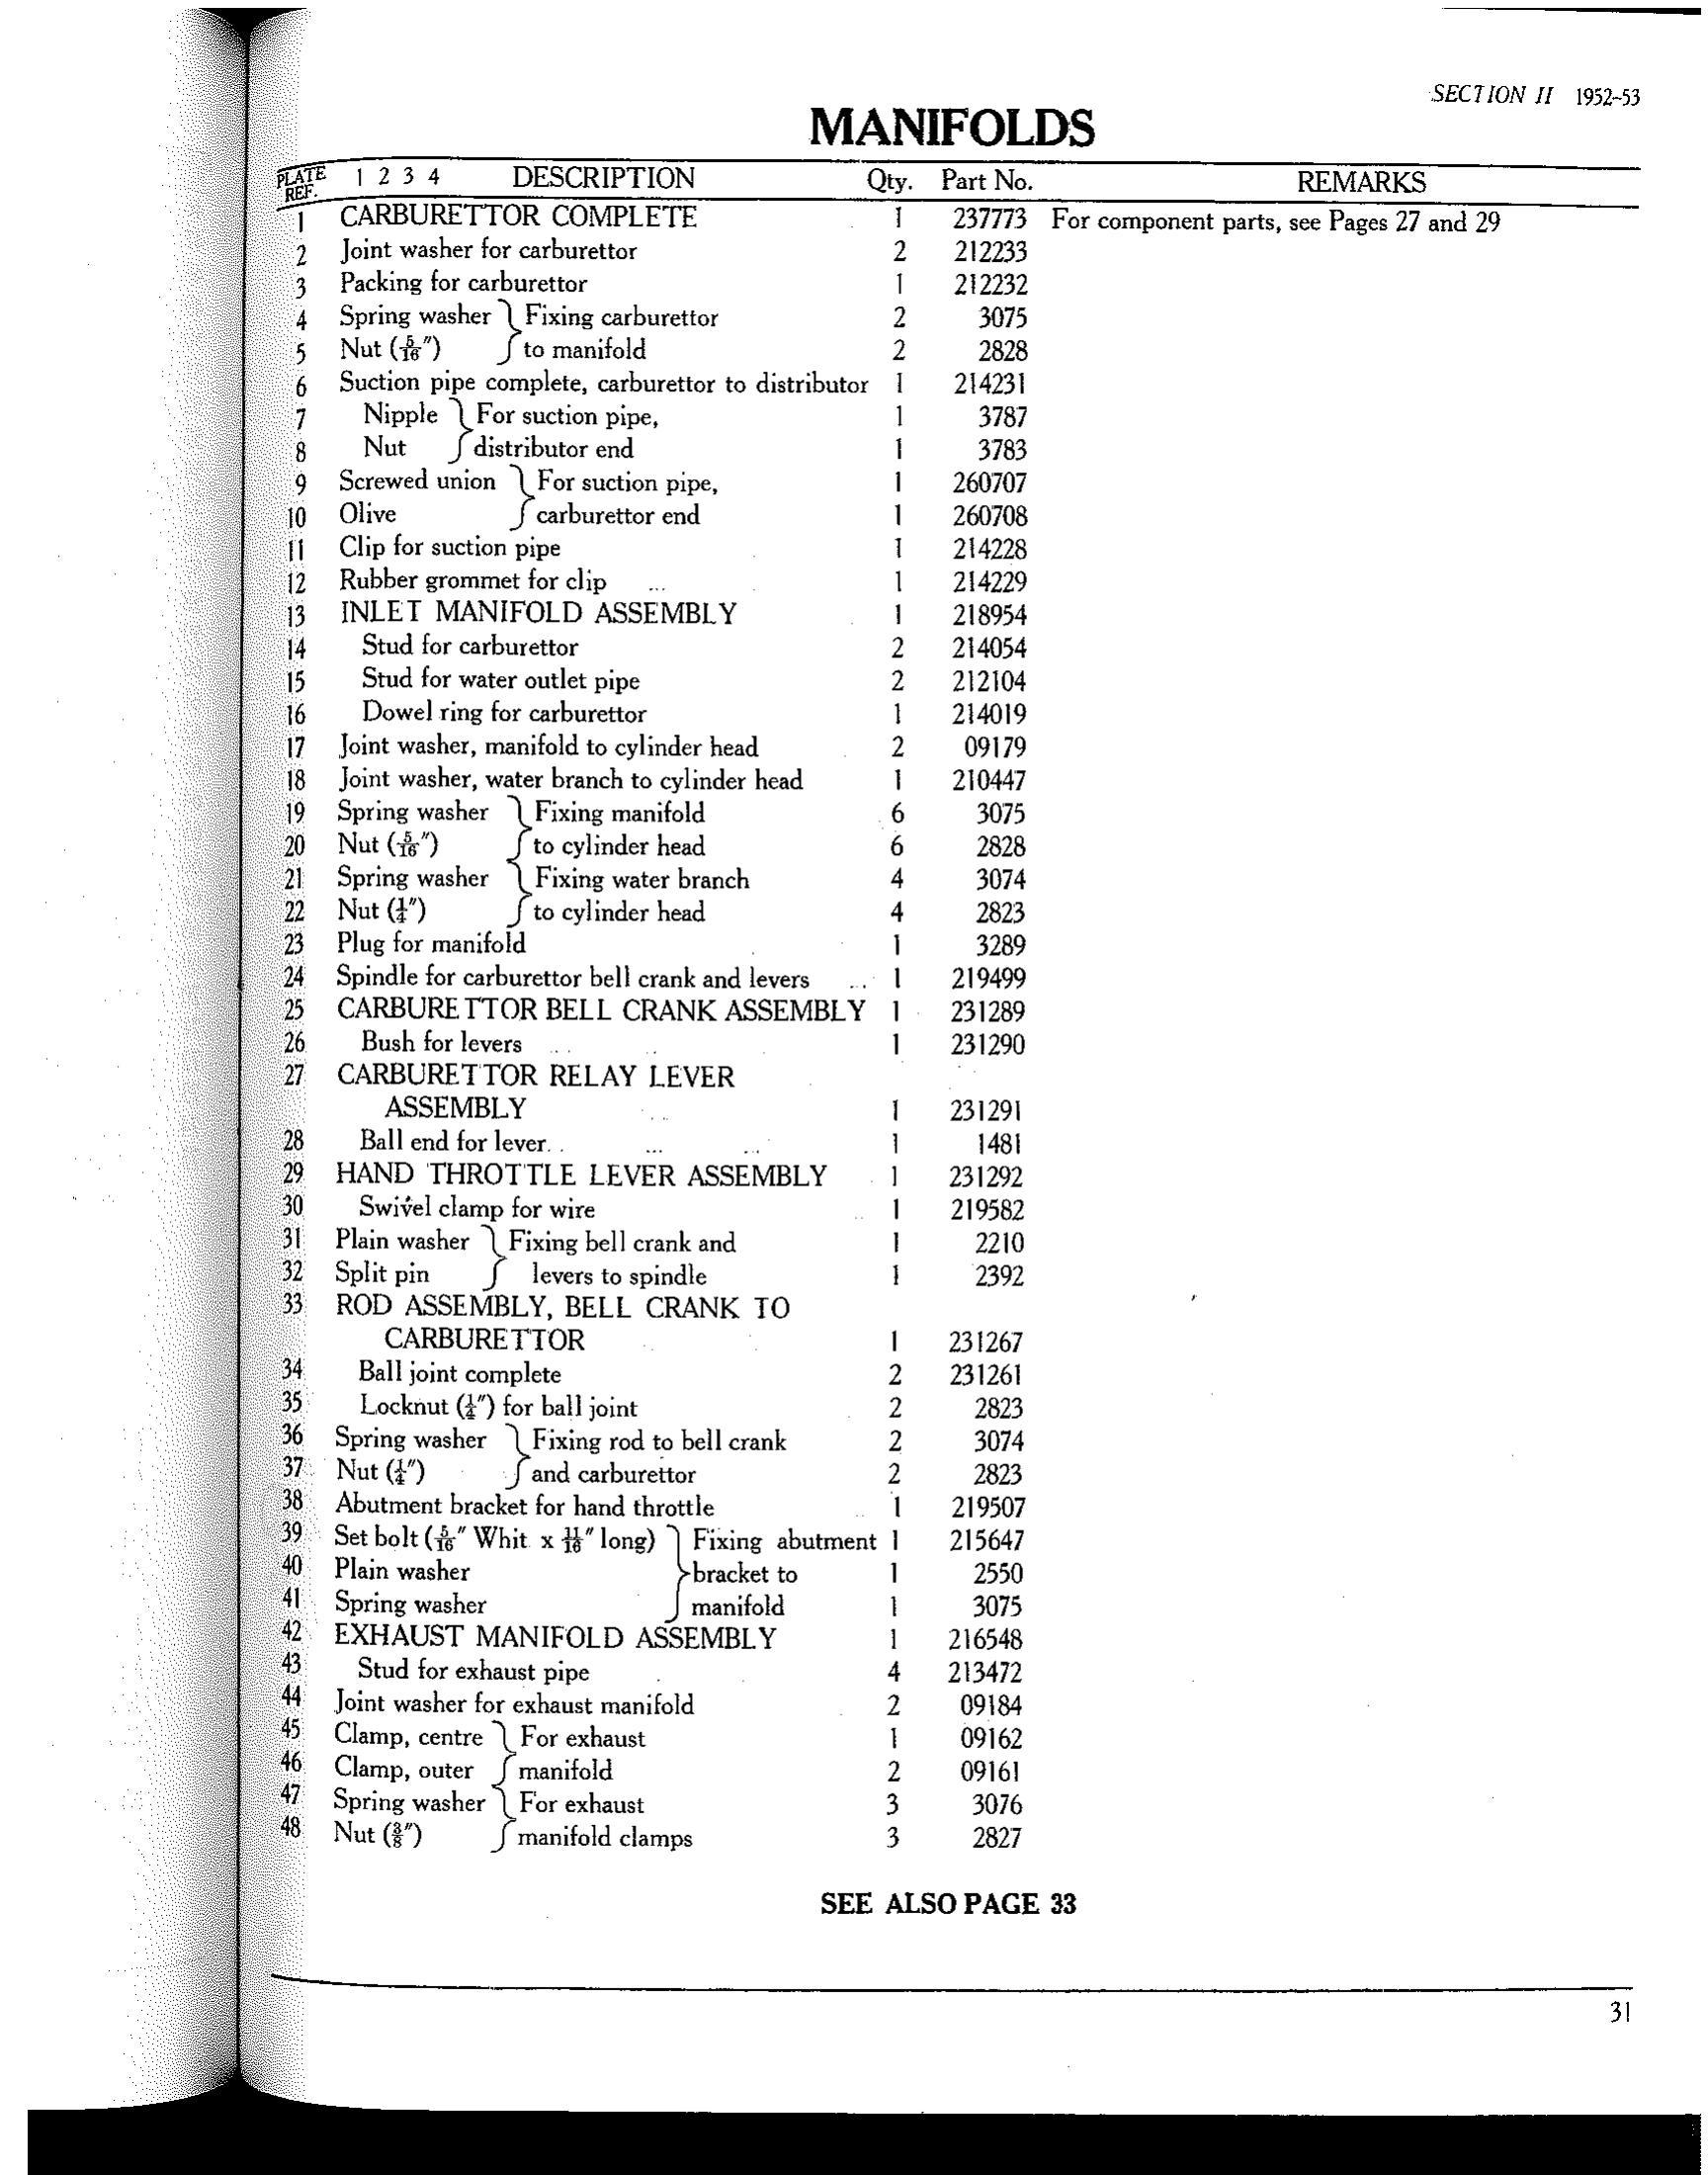 SECTION II 1952-53
MANIFOLDS
PLATE REF. 1 2 3 4 DESCRIPTION Qty. Part No. REMARKS
1 CARBURETTOR COMPLETE 1 237773 For component parts, see Pages 27 and 29
2 Joint washer for carburettor 2 212233
3 Packing for carburettor 1 212232
4 Spring washer } Fixing carburettor 2 3075
5 Nut (5/16″) } to manifold 2 2828
6 Suction pipe complete, carburettor to distributor 1 214231
7 Nipple } For suction pipe, 1 3787
8 Nut } distributor end 1 3783
9 Screwed union } For suction pipe, 1 260707
10 Olive } carburettor end 1 260708
11 Clip for suction pipe 1 214228
12 Rubber grommet for clip ... 1 214229
13 INLET MANIFOLD ASSEMBLY 1 218954
14 Stud for carburettor 2 214054
15 Stud for water outlet pipe 2 212104
16 Dowel ring for carburettor 1 214019
17 Joint washer, manifold to cylinder head 2 09179
18 Joint washer, water branch to cylinder head 1 210447
19 Spring washer } Fixing manifold 6 3075
20 Nut (5/16″) } to cylinder head 6 2828
21 Spring washer } Fixing water branch 4 3074
22 Nut (1/4″) } to cylinder head 4 2823
23 Plug for manifold 1 3289
24 Spindle for carburettor bell crank and levers ... 1 219499
25 CARBURETTOR BELL CRANK ASSEMBLY 1 231289
26 Bush for levers 1 231290
27 CARBURETTOR RELAY LEVER
ASSEMBLY 1 231291
28 Ball end for lever.. ... ... 1 1481
29 HAND THROTTLE LEVER ASSEMBLY 1 231292
30 Swivel clamp for wire 1 219582
31 Plain washer } Fixing bell crank and 1 2210
32 Split pin } levers to spindle 1 2392
33 ROD ASSEMBLY, BELL CRANK TO
CARBURETTOR 1 231267
34 Ball joint complete 2 231261
35 Locknut (1/4″) for ball joint 2 2823
36 Spring washer } Fixing rod to bell crank 2 3074
37 Nut (1/4″) } and carburettor 2 2823
38 Abutment bracket for hand throttle 1 219507
39 Set bolt (5/16″ Whit x 11/16″ long) } Fixing abutment 1 215647
40 Plain washer } bracket to 1 2550
41 Spring washer } manifold 1 3075
42 EXHAUST MANIFOLD ASSEMBLY 1 216548
43 Stud for exhaust pipe 4 213472
44 Joint washer for exhaust manifold 2 09184
45 Clamp, centre } For exhaust 1 09162
46 Clamp, outer } manifold 2 09161
47 Spring washer } For exhaust 3 3076
48 Nut (3/8″) } manifold clamps 3 2827
SEE ALSO PAGE 33
31